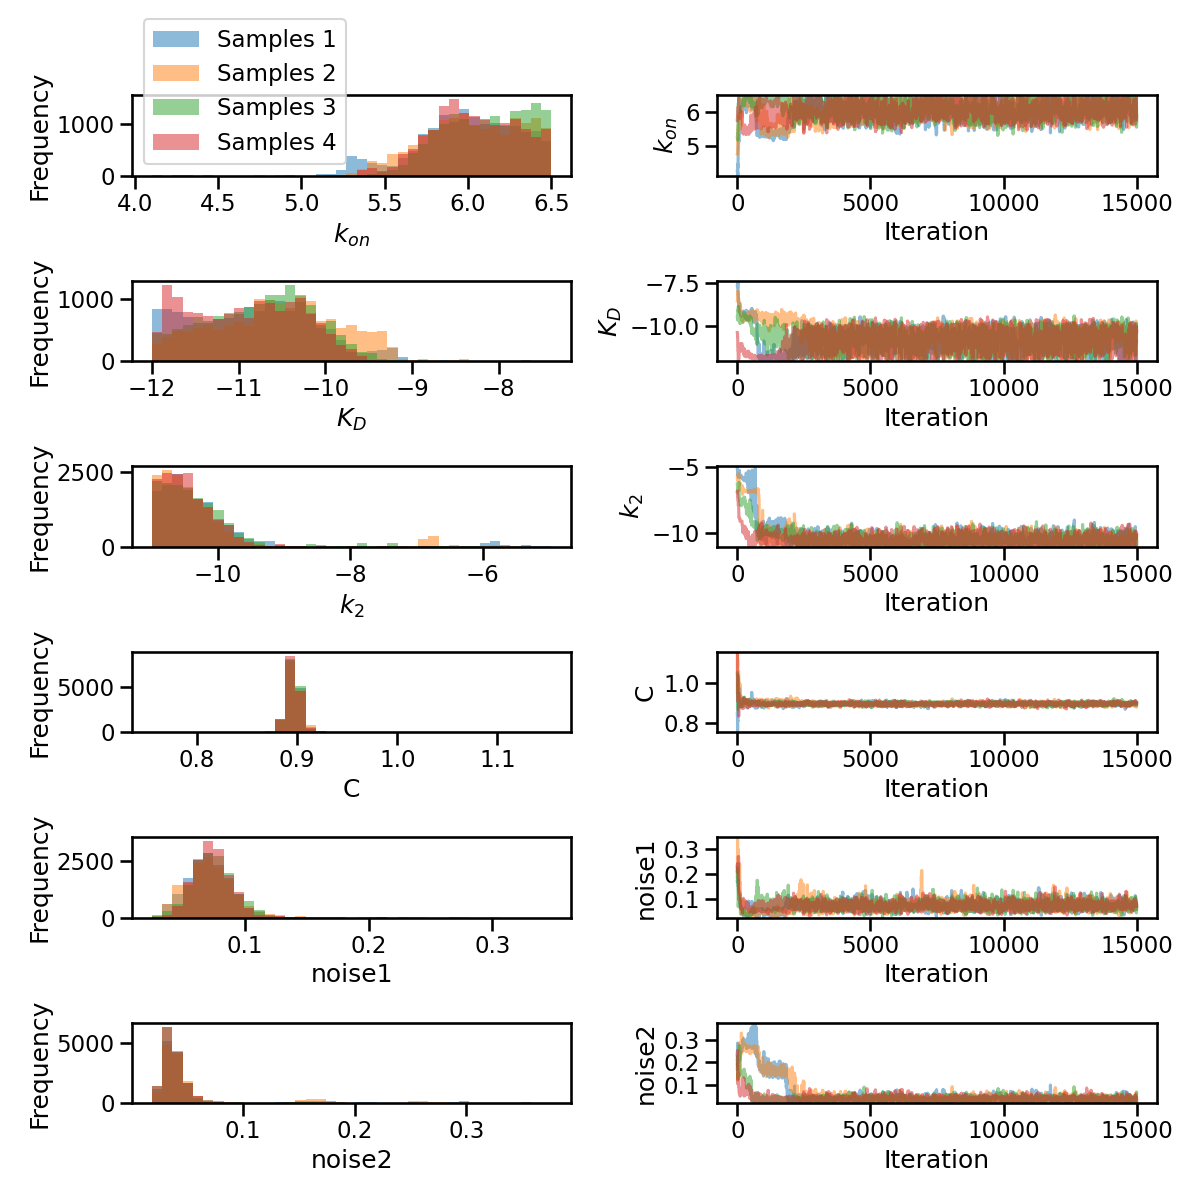 Samples 1
Samples 2
Samples 3
Samples 4
Frequency
1000
0
4.0 4.5 5.0 5.5 6.0 6.5
k_on
k_on
6
5
0 5000 10000 15000
Iteration
Frequency
1000
0
−12 −11 −10 −9 −8
K_D
K_D
−7.5
−10.0
0 5000 10000 15000
Iteration
Frequency
2500
0
−10 −8 −6
k_2
k_2
−5
−10
0 5000 10000 15000
Iteration
Frequency
5000
0
0.8 0.9 1.0 1.1
C
C
1.0
0.8
0 5000 10000 15000
Iteration
Frequency
2500
0
0.1 0.2 0.3
noise1
noise1
0.3
0.2
0.1
0 5000 10000 15000
Iteration
Frequency
5000
0
0.1 0.2 0.3
noise2
noise2
0.3
0.2
0.1
0 5000 10000 15000
Iteration